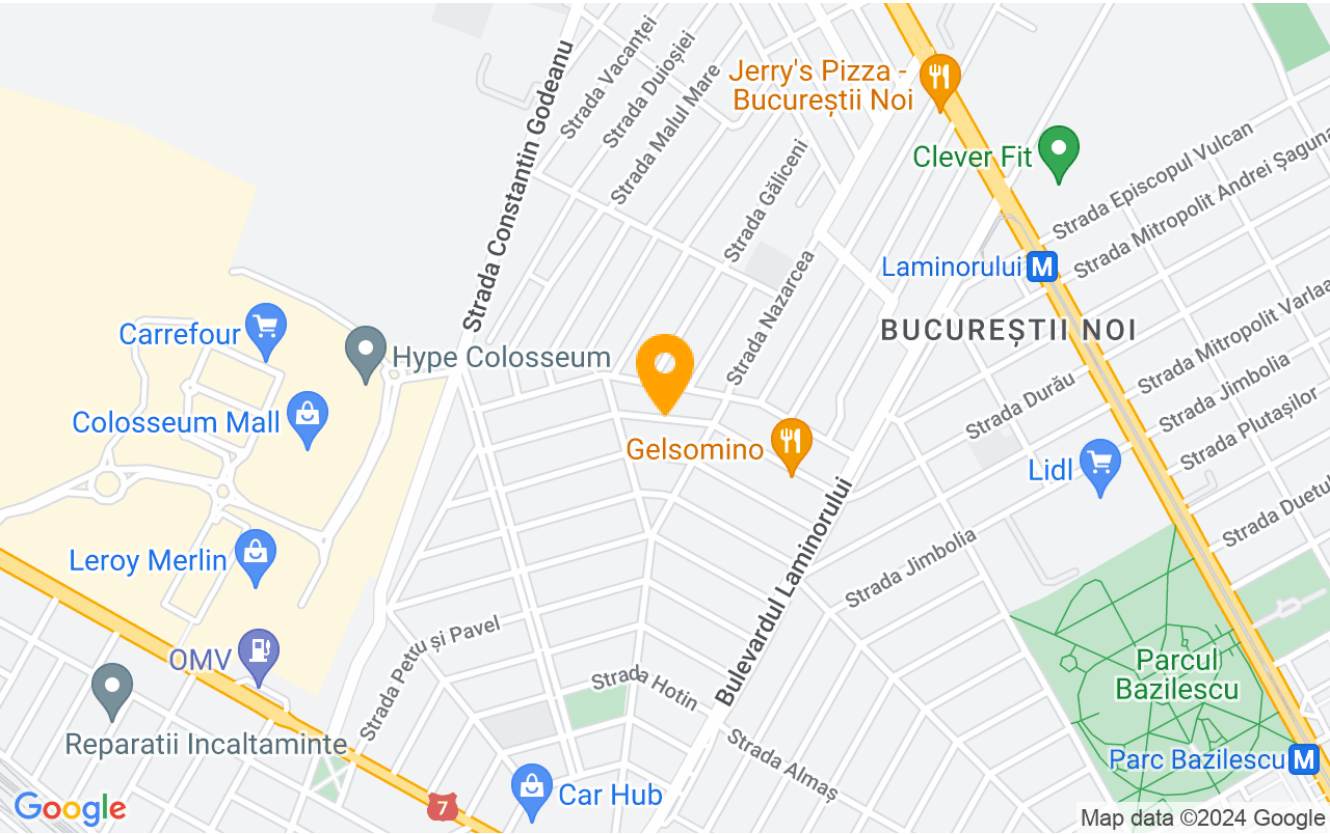 Strada Vacanței
Strada Duioșiei
Strada Malul Mare
Strada Constantin Godeanu
Jerry's Pizza -
Bucureștii Noi
Clever Fit
Strada Episcopul Vulcan
Strada Mitropolit Andrei Șaguna
Strada Găliceni
Strada Nazarcea
Laminorului
M
BUCUREȘTII NOI
Strada Mitropolit Varlaa
Carrefour
Hype Colosseum
Colosseum Mall
Strada Durău
Strada Jimbolia
Strada Plutașilor
Gelsomino
Lidl
Strada Duetul
Leroy Merlin
Bulevardul Laminorului
Strada Jimbolia
OMV
Strada Petru și Pavel
Strada Hotin
Parcul
Bazilescu
Reparatii Incaltaminte
Strada Almaș
Parc Bazilescu
M
Car Hub
7
Google
Map data ©2024 Google